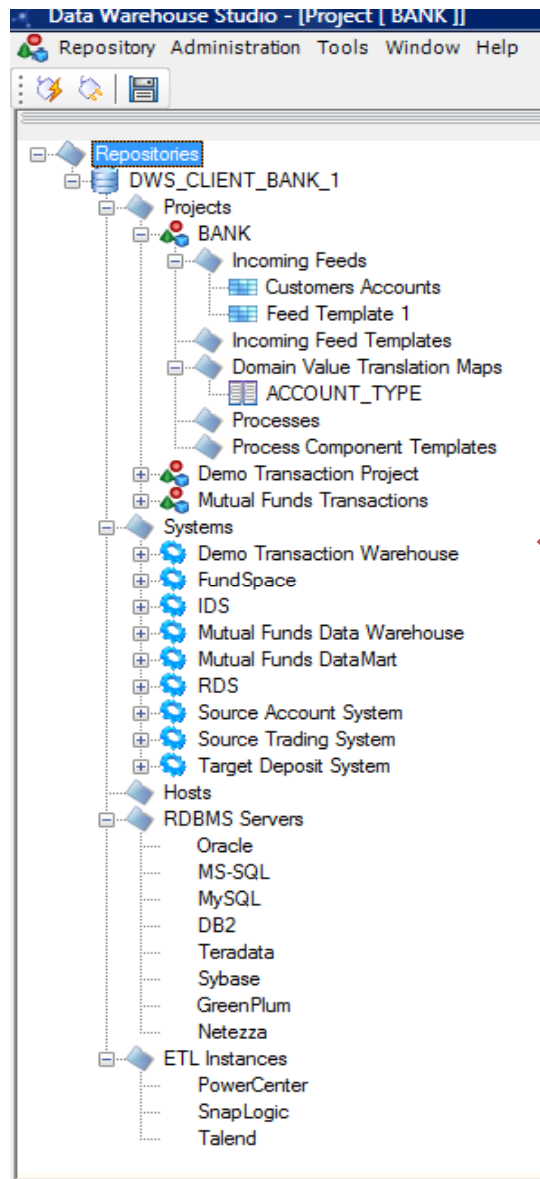 Data Warehouse Studio - [Project [ BANK ]]
Repository Administration Tools Window Help
Repositories
DWS_CLIENT_BANK_1
Projects
BANK
Incoming Feeds
Customers Accounts
Feed Template 1
Incoming Feed Templates
Domain Value Translation Maps
ACCOUNT_TYPE
Processes
Process Component Templates
Demo Transaction Project
Mutual Funds Transactions
Systems
Demo Transaction Warehouse
FundSpace
IDS
Mutual Funds Data Warehouse
Mutual Funds DataMart
RDS
Source Account System
Source Trading System
Target Deposit System
Hosts
RDBMS Servers
Oracle
MS-SQL
MySQL
DB2
Teradata
Sybase
GreenPlum
Netezza
ETL Instances
PowerCenter
SnapLogic
Talend